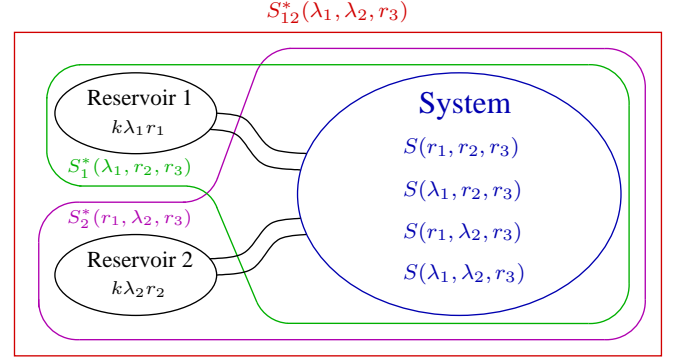 S*₁₂(λ₁, λ₂, r₃)
Reservoir 1
kλ₁r₁
S*₁(λ₁, r₂, r₃)
S*₂(r₁, λ₂, r₃)
Reservoir 2
kλ₂r₂
System
S(r₁, r₂, r₃)
S(λ₁, r₂, r₃)
S(r₁, λ₂, r₃)
S(λ₁, λ₂, r₃)